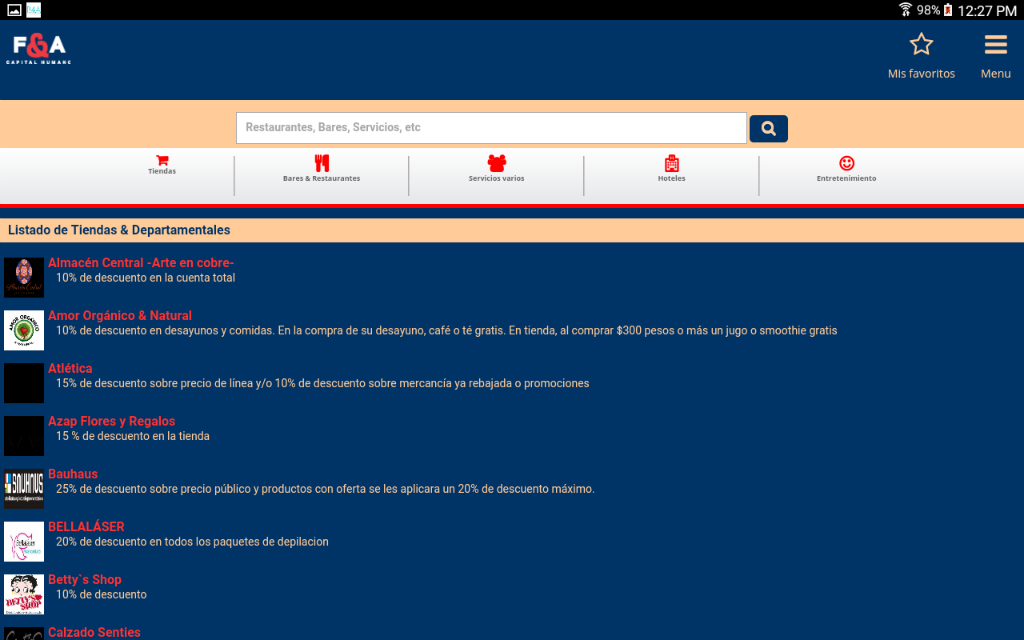 98% 12:27 PM
F&A
CAPITAL HUMANO
Mis favoritos
Menu
Restaurantes, Bares, Servicios, etc
Tiendas
Bares & Restaurantes
Servicios varios
Hoteles
Entretenimiento
Listado de Tiendas & Departamentales
Almacén Central -Arte en cobre-
10% de descuento en la cuenta total
AMOR ORGÁNICO
Amor Orgánico & Natural
10% de descuento en desayunos y comidas. En la compra de su desayuno, café o té gratis. En tienda, al comprar $300 pesos o más un jugo o smoothie gratis
Atlética
15% de descuento sobre precio de línea y/o 10% de descuento sobre mercancía ya rebajada o promociones
Azap Flores y Regalos
15 % de descuento en la tienda
BAUHAUS
Bauhaus
25% de descuento sobre precio público y productos con oferta se les aplicara un 20% de descuento máximo.
BELLALÁSER
20% de descuento en todos los paquetes de depilacion
BETTY'S SHOP
Betty`s Shop
10% de descuento
Calzado Senties